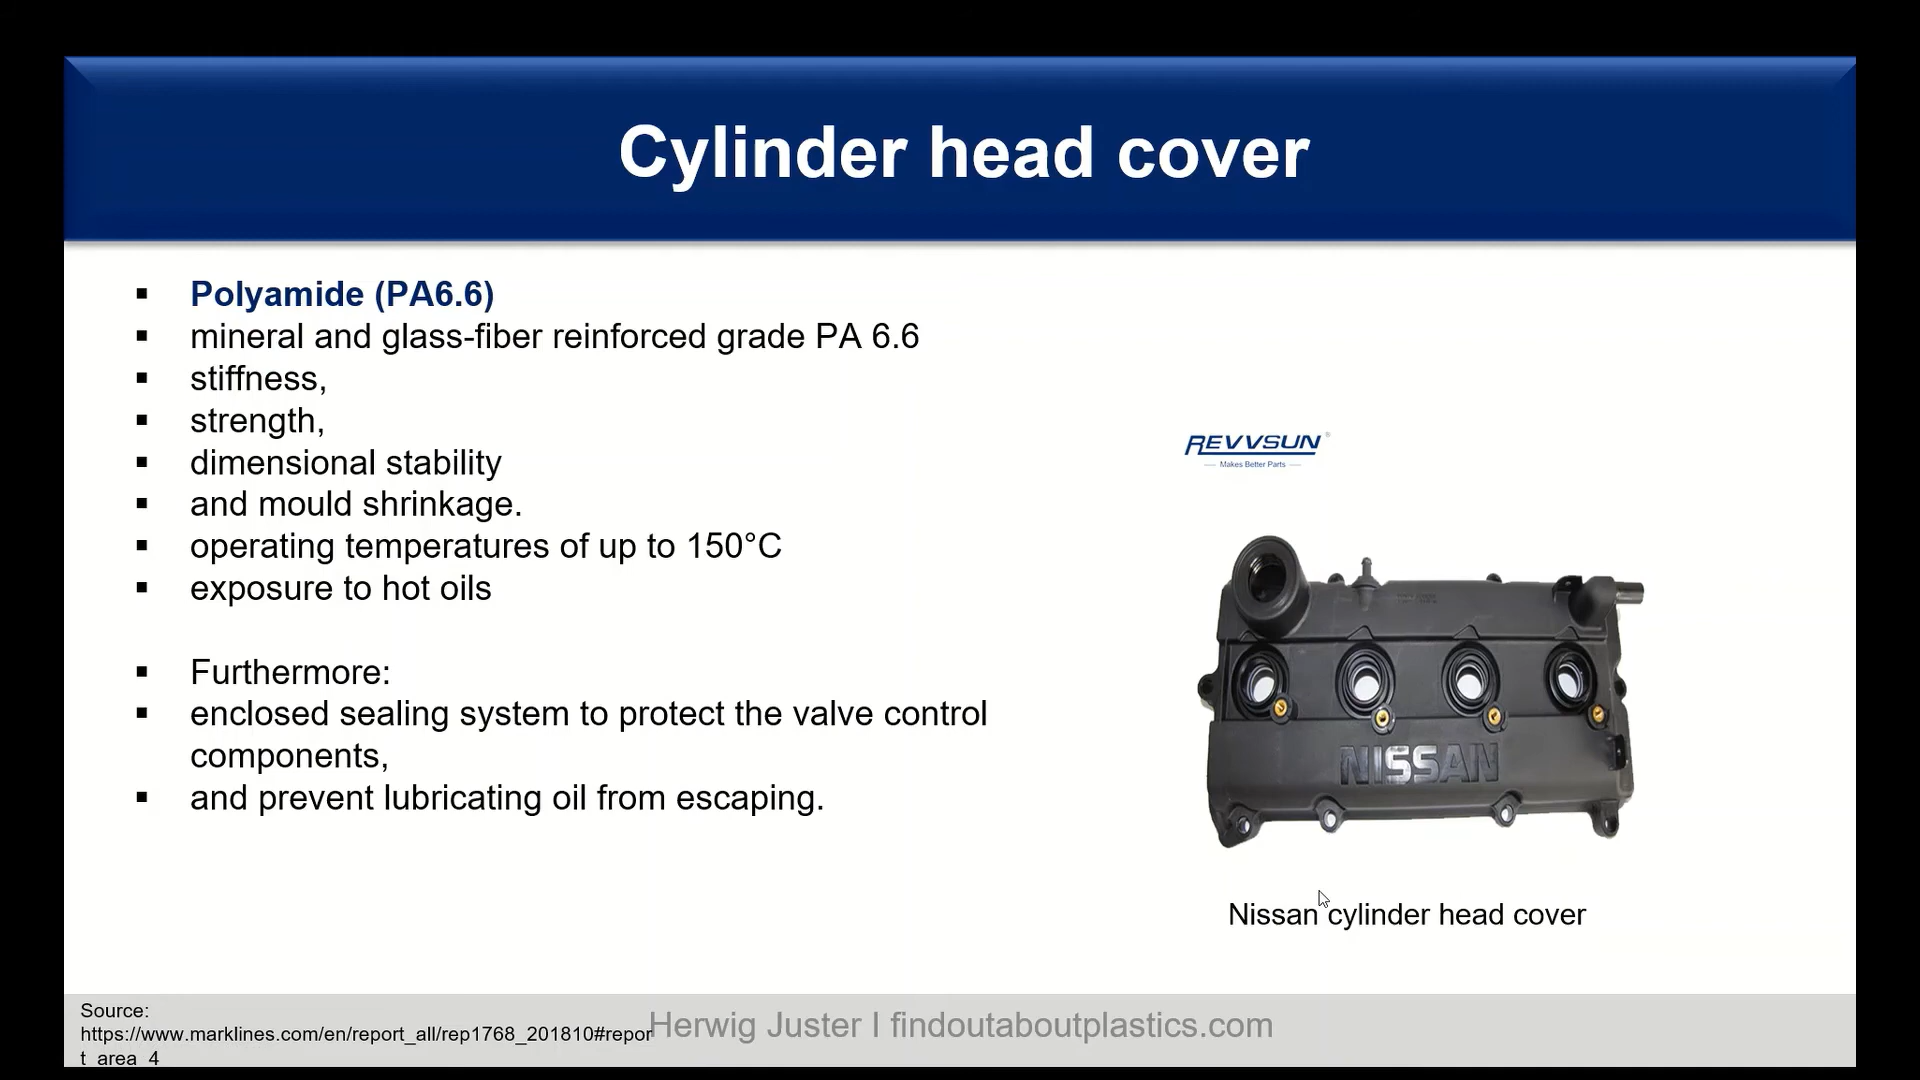 Cylinder head cover
▪ Polyamide (PA6.6)
▪ mineral and glass-fiber reinforced grade PA 6.6
▪ stiffness,
▪ strength,
▪ dimensional stability
▪ and mould shrinkage.
▪ operating temperatures of up to 150°C
▪ exposure to hot oils
▪ Furthermore:
▪ enclosed sealing system to protect the valve control
components,
▪ and prevent lubricating oil from escaping.
REVVSUN®
Makes Better Parts
NISSAN
Nissan cylinder head cover
Source:
https://www.marklines.com/en/report_all/rep1768_201810#repor
t_area_4
Herwig Juster I findoutaboutplastics.com